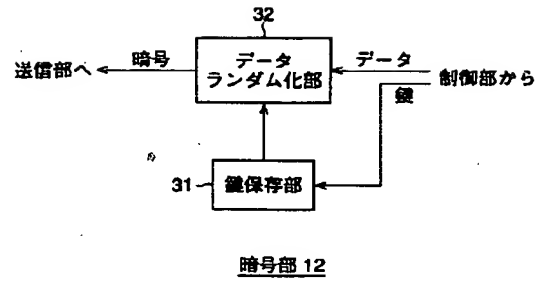 32
送信部へ
暗号
データ
ランダム化部
データ
鍵
制御部から
31
鍵保存部
暗号部 12